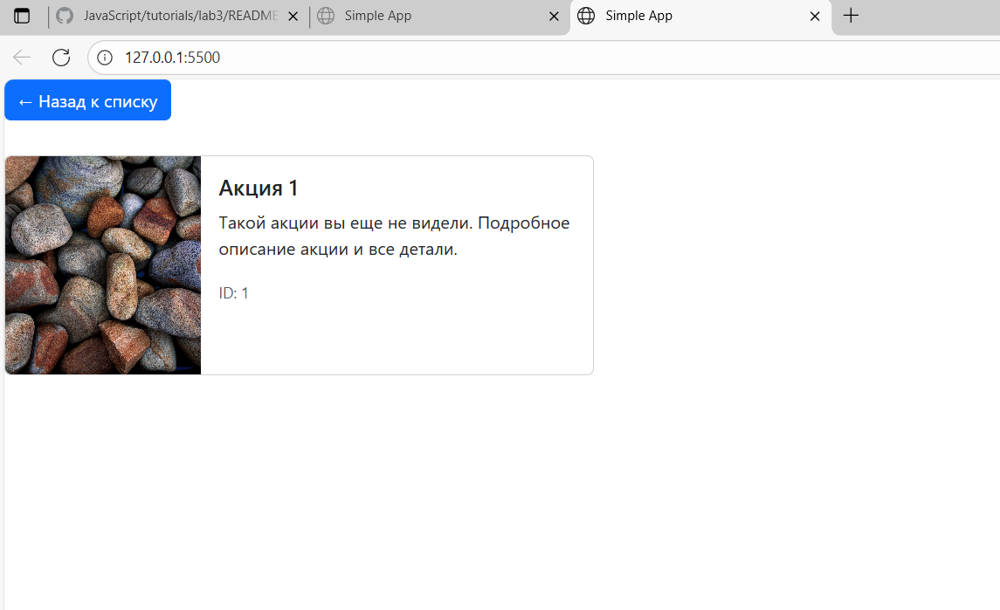 JavaScript/tutorials/lab3/README
Simple App
Simple App
127.0.0.1:5500
← Назад к списку
Акция 1
Такой акции вы еще не видели. Подробное
описание акции и все детали.
ID: 1